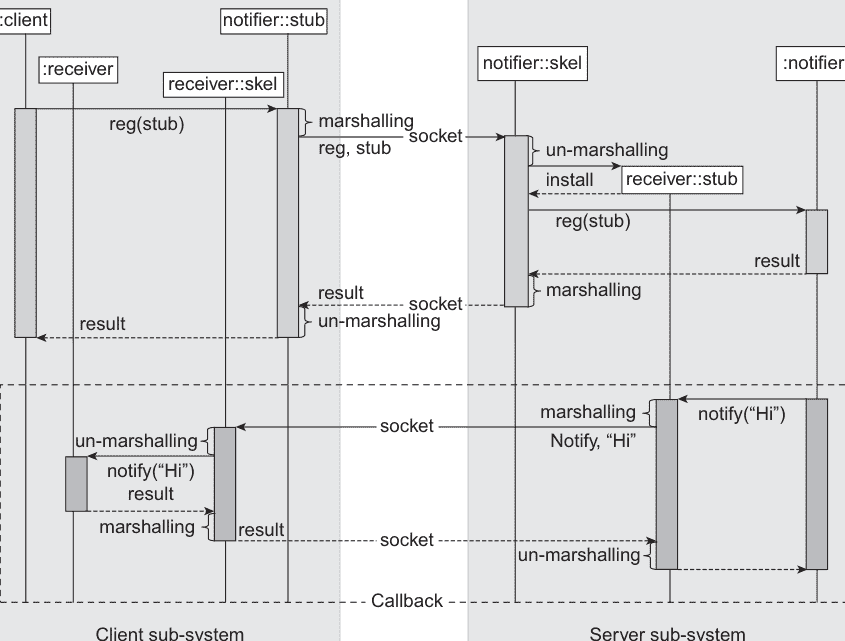 :client
notifier::stub
:receiver
receiver::skel
notifier::skel
:notifier
reg(stub)
marshalling
socket
reg, stub
un-marshalling
install
receiver::stub
reg(stub)
result
marshalling
result
socket
un-marshalling
result
marshalling
notify(“Hi”)
socket
Notify, “Hi”
un-marshalling
notify(“Hi”)
result
marshalling
result
socket
un-marshalling
Callback
Client sub-system
Server sub-system